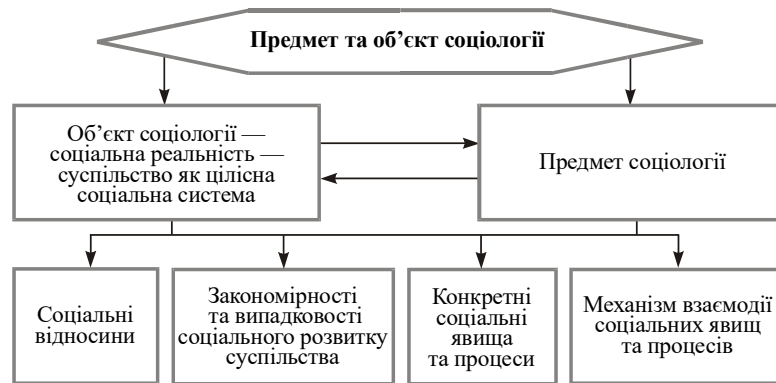 Предмет та об’єкт соціології
Об’єкт соціології —
соціальна реальність —
суспільство як цілісна
соціальна система
Предмет соціології
Соціальні
відносини
Закономірності
та випадковості
соціального розвитку
суспільства
Конкретні
соціальні
явища
та процеси
Механізм взаємодії
соціальних явищ
та процесів